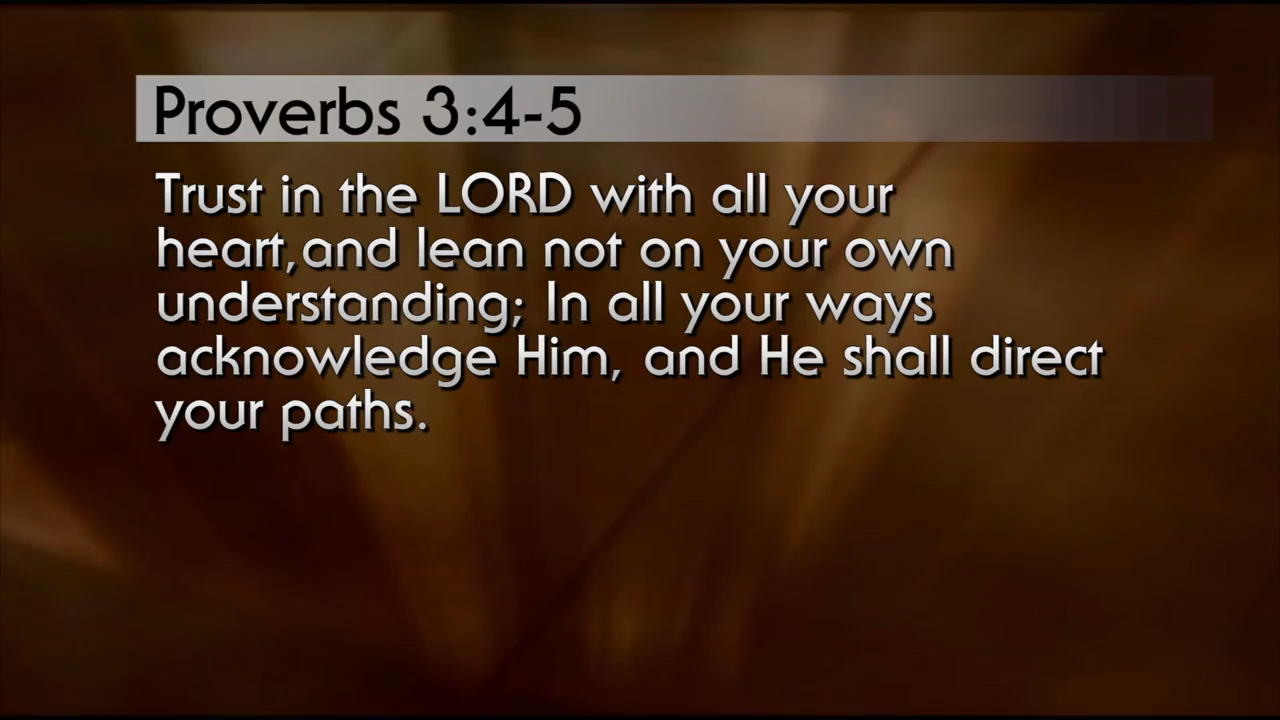 Proverbs 3:4-5
Trust in the LORD with all your
heart,and lean not on your own
understanding; In all your ways
acknowledge Him, and He shall direct
your paths.